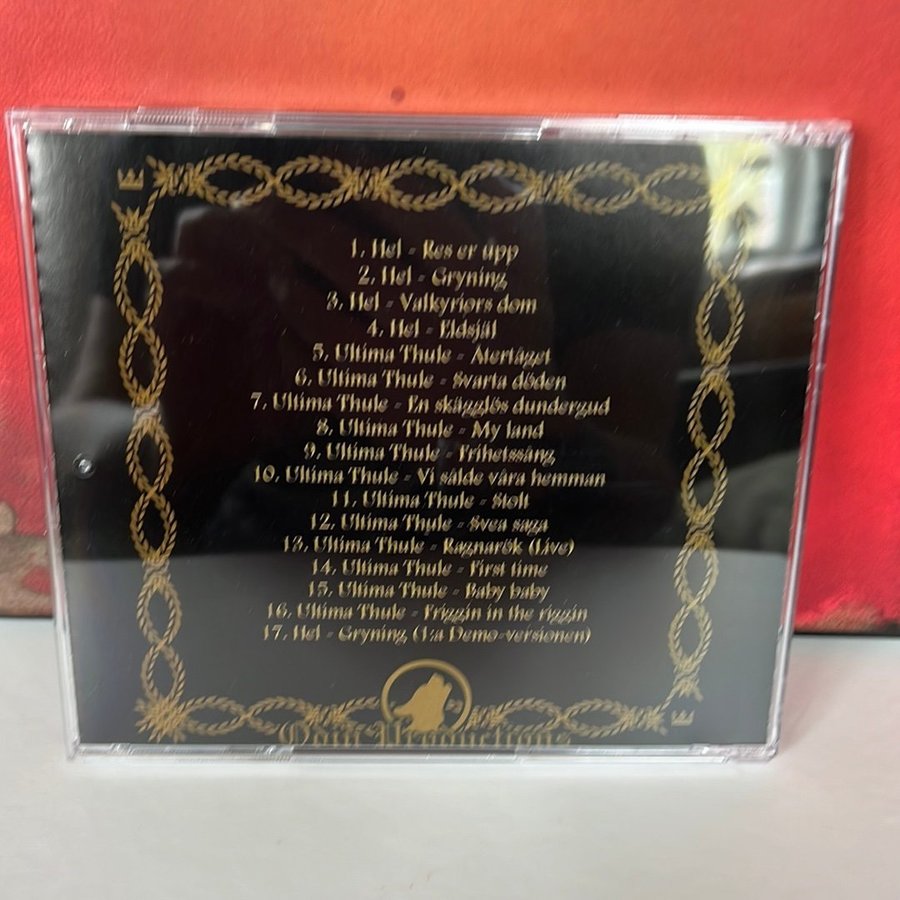 1. Hel - Res er upp
2. Hel - Gryning
3. Hel - Valkyriors dom
4. Hel - Eldsjäl
5. Ultima Thule - Återtåget
6. Ultima Thule - Svarta döden
7. Ultima Thule - En skägglös dundergud
8. Ultima Thule - My land
9. Ultima Thule - Frihetssång
10. Ultima Thule - Vi sålde våra hemman
11. Ultima Thule - Stolt
12. Ultima Thule - Svea saga
13. Ultima Thule - Ragnarök (Live)
14. Ultima Thule - First time
15. Ultima Thule - Baby baby
16. Ultima Thule - Friggin in the riggin
17. Hel - Gryning (1:a Demo-versionen)
Odin Productions